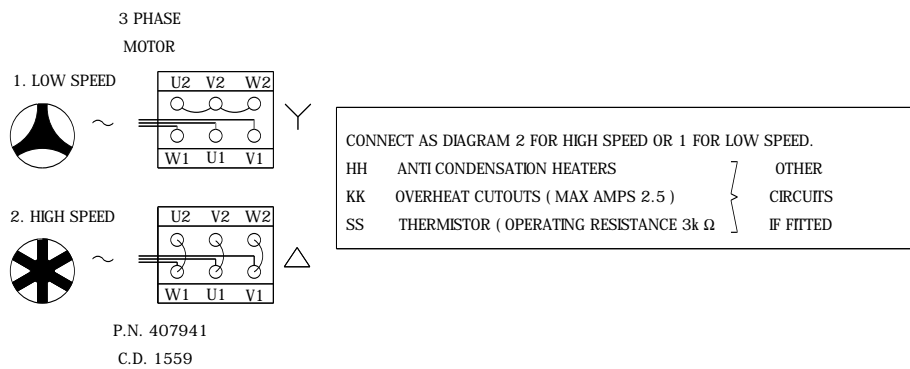 3 PHASE
MOTOR
1. LOW SPEED
U2 V2 W2
W1 U1 V1
2. HIGH SPEED
U2 V2 W2
W1 U1 V1
P.N. 407941
C.D. 1559
CONNECT AS DIAGRAM 2 FOR HIGH SPEED OR 1 FOR LOW SPEED.
HH ANTI CONDENSATION HEATERS OTHER
KK OVERHEAT CUTOUTS ( MAX AMPS 2.5 ) CIRCUITS
SS THERMISTOR ( OPERATING RESISTANCE 3k Ω IF FITTED